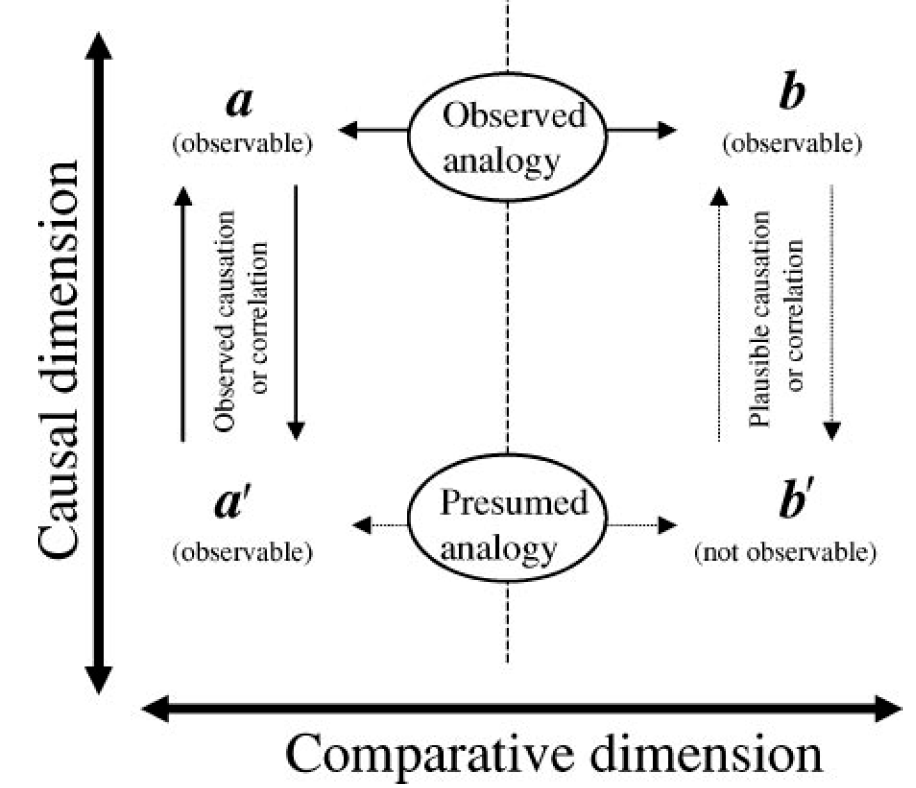 a
(observable)
Observed
analogy
b
(observable)
Causal dimension
Observed causation
or correlation
Plausible causation
or correlation
a′
(observable)
Presumed
analogy
b′
(not observable)
Comparative dimension